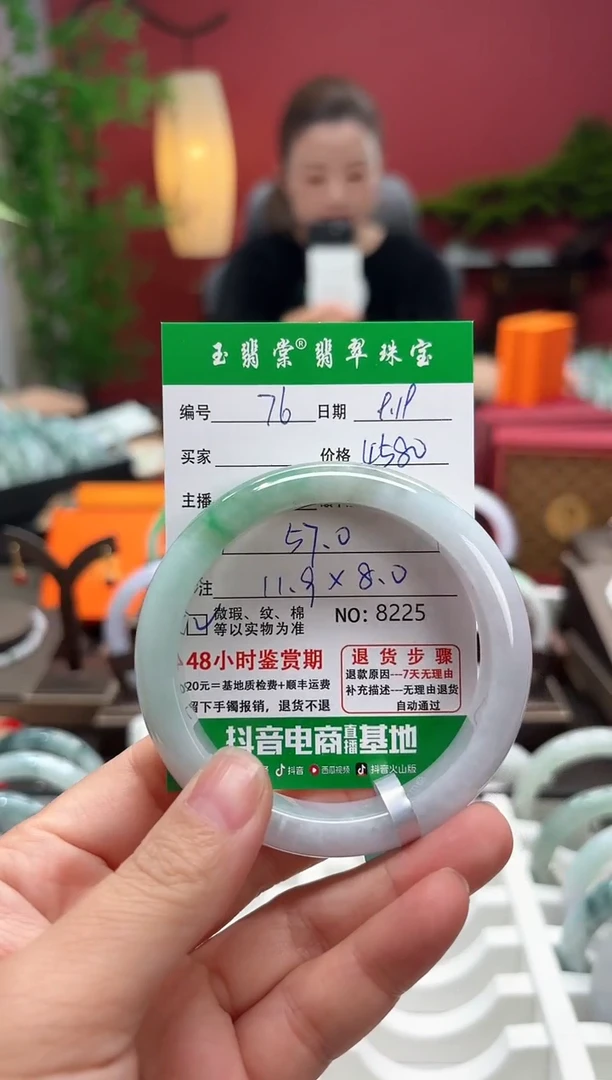 玉翡棠®翡翠珠宝
编号 76 日期
买家 价格 4580
主播
57.0
注 11.9×8.0
微瑕、纹、棉
等以实物为准
NO: 8225
48小时鉴赏期
20元=基地质检费+顺丰运费
留下手镯报销，退货不退
退货步骤
退款原因---7天无理由
补充描述---无理由退货
自动通过
抖音电商直播基地
抖音 西瓜视频 抖音火山版